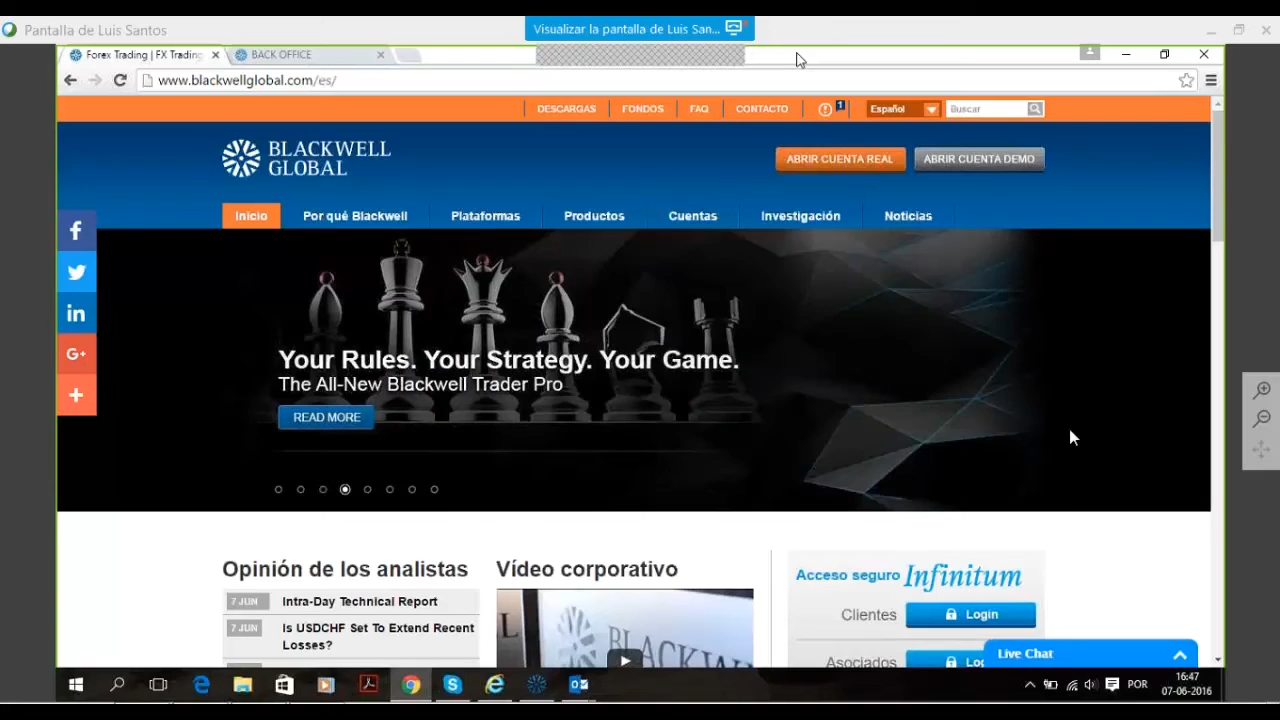 Pantalla de Luis Santos
Visualizar la pantalla de Luis San...
Forex Trading | FX Trading
BACK OFFICE
www.blackwellglobal.com/es/
DESCARGAS
FONDOS
FAQ
CONTACTO
1
Español
Buscar
BLACKWELL
GLOBAL
ABRIR CUENTA REAL
ABRIR CUENTA DEMO
Inicio
Por qué Blackwell
Plataformas
Productos
Cuentas
Investigación
Noticias
Your Rules. Your Strategy. Your Game.
The All-New Blackwell Trader Pro
READ MORE
Opinión de los analistas
7 JUN Intra-Day Technical Report
7 JUN Is USDCHF Set To Extend Recent
Losses?
Vídeo corporativo
BLACKWELL
Acceso seguro Infinitum
Clientes
Login
Asociados
Live Chat
POR
16:47
07-06-2016